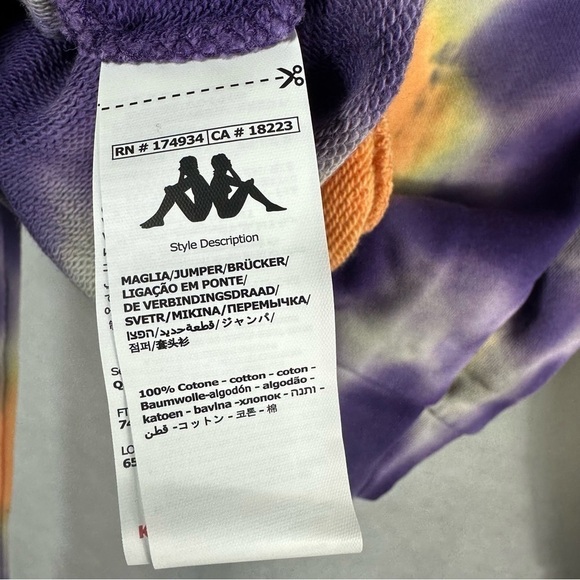 RN # 174934 CA # 18223
Style Description
MAGLIA/JUMPER/BRÜCKER/
LIGAÇÃO EM PONTE/
DE VERBINDINGSDRAAD/
SVETR/MIKINA/ПЕРЕМЫЧКА/
קפצן/قطعة حديد/ジャンパ/
점퍼/套头衫
100% Cotone - cotton - coton -
Baumwolle-algodón - algodão -
katoen - bavlna -хлопок - כותנה -
قطن -コットン - 코튼 - 棉